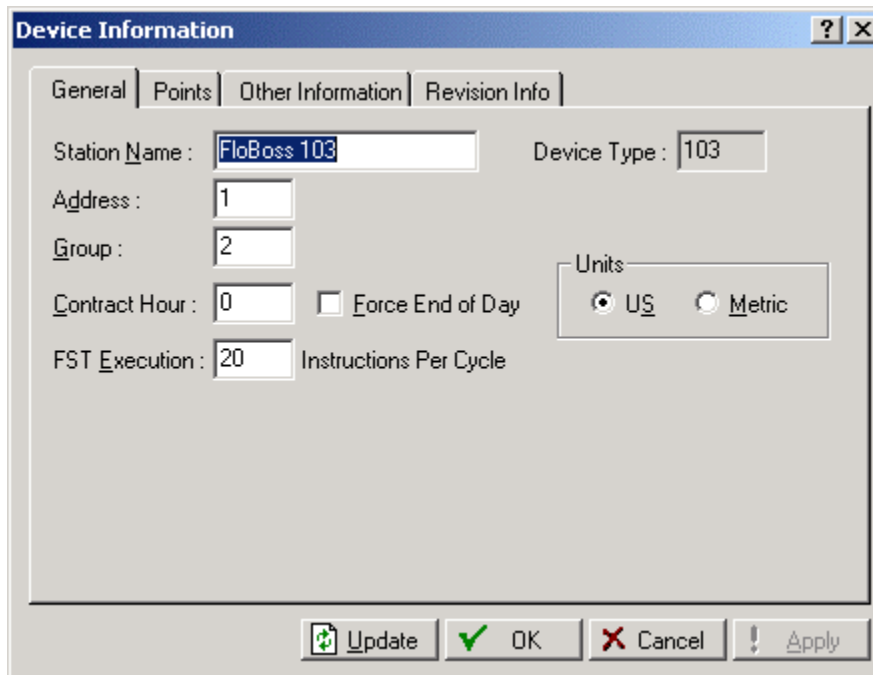 Device Information
General Points Other Information Revision Info
Station Name : FloBoss 103 Device Type : 103
Address : 1
Group : 2
Units
Contract Hour : 0 Force End of Day US Metric
FST Execution : 20 Instructions Per Cycle
Update OK Cancel Apply